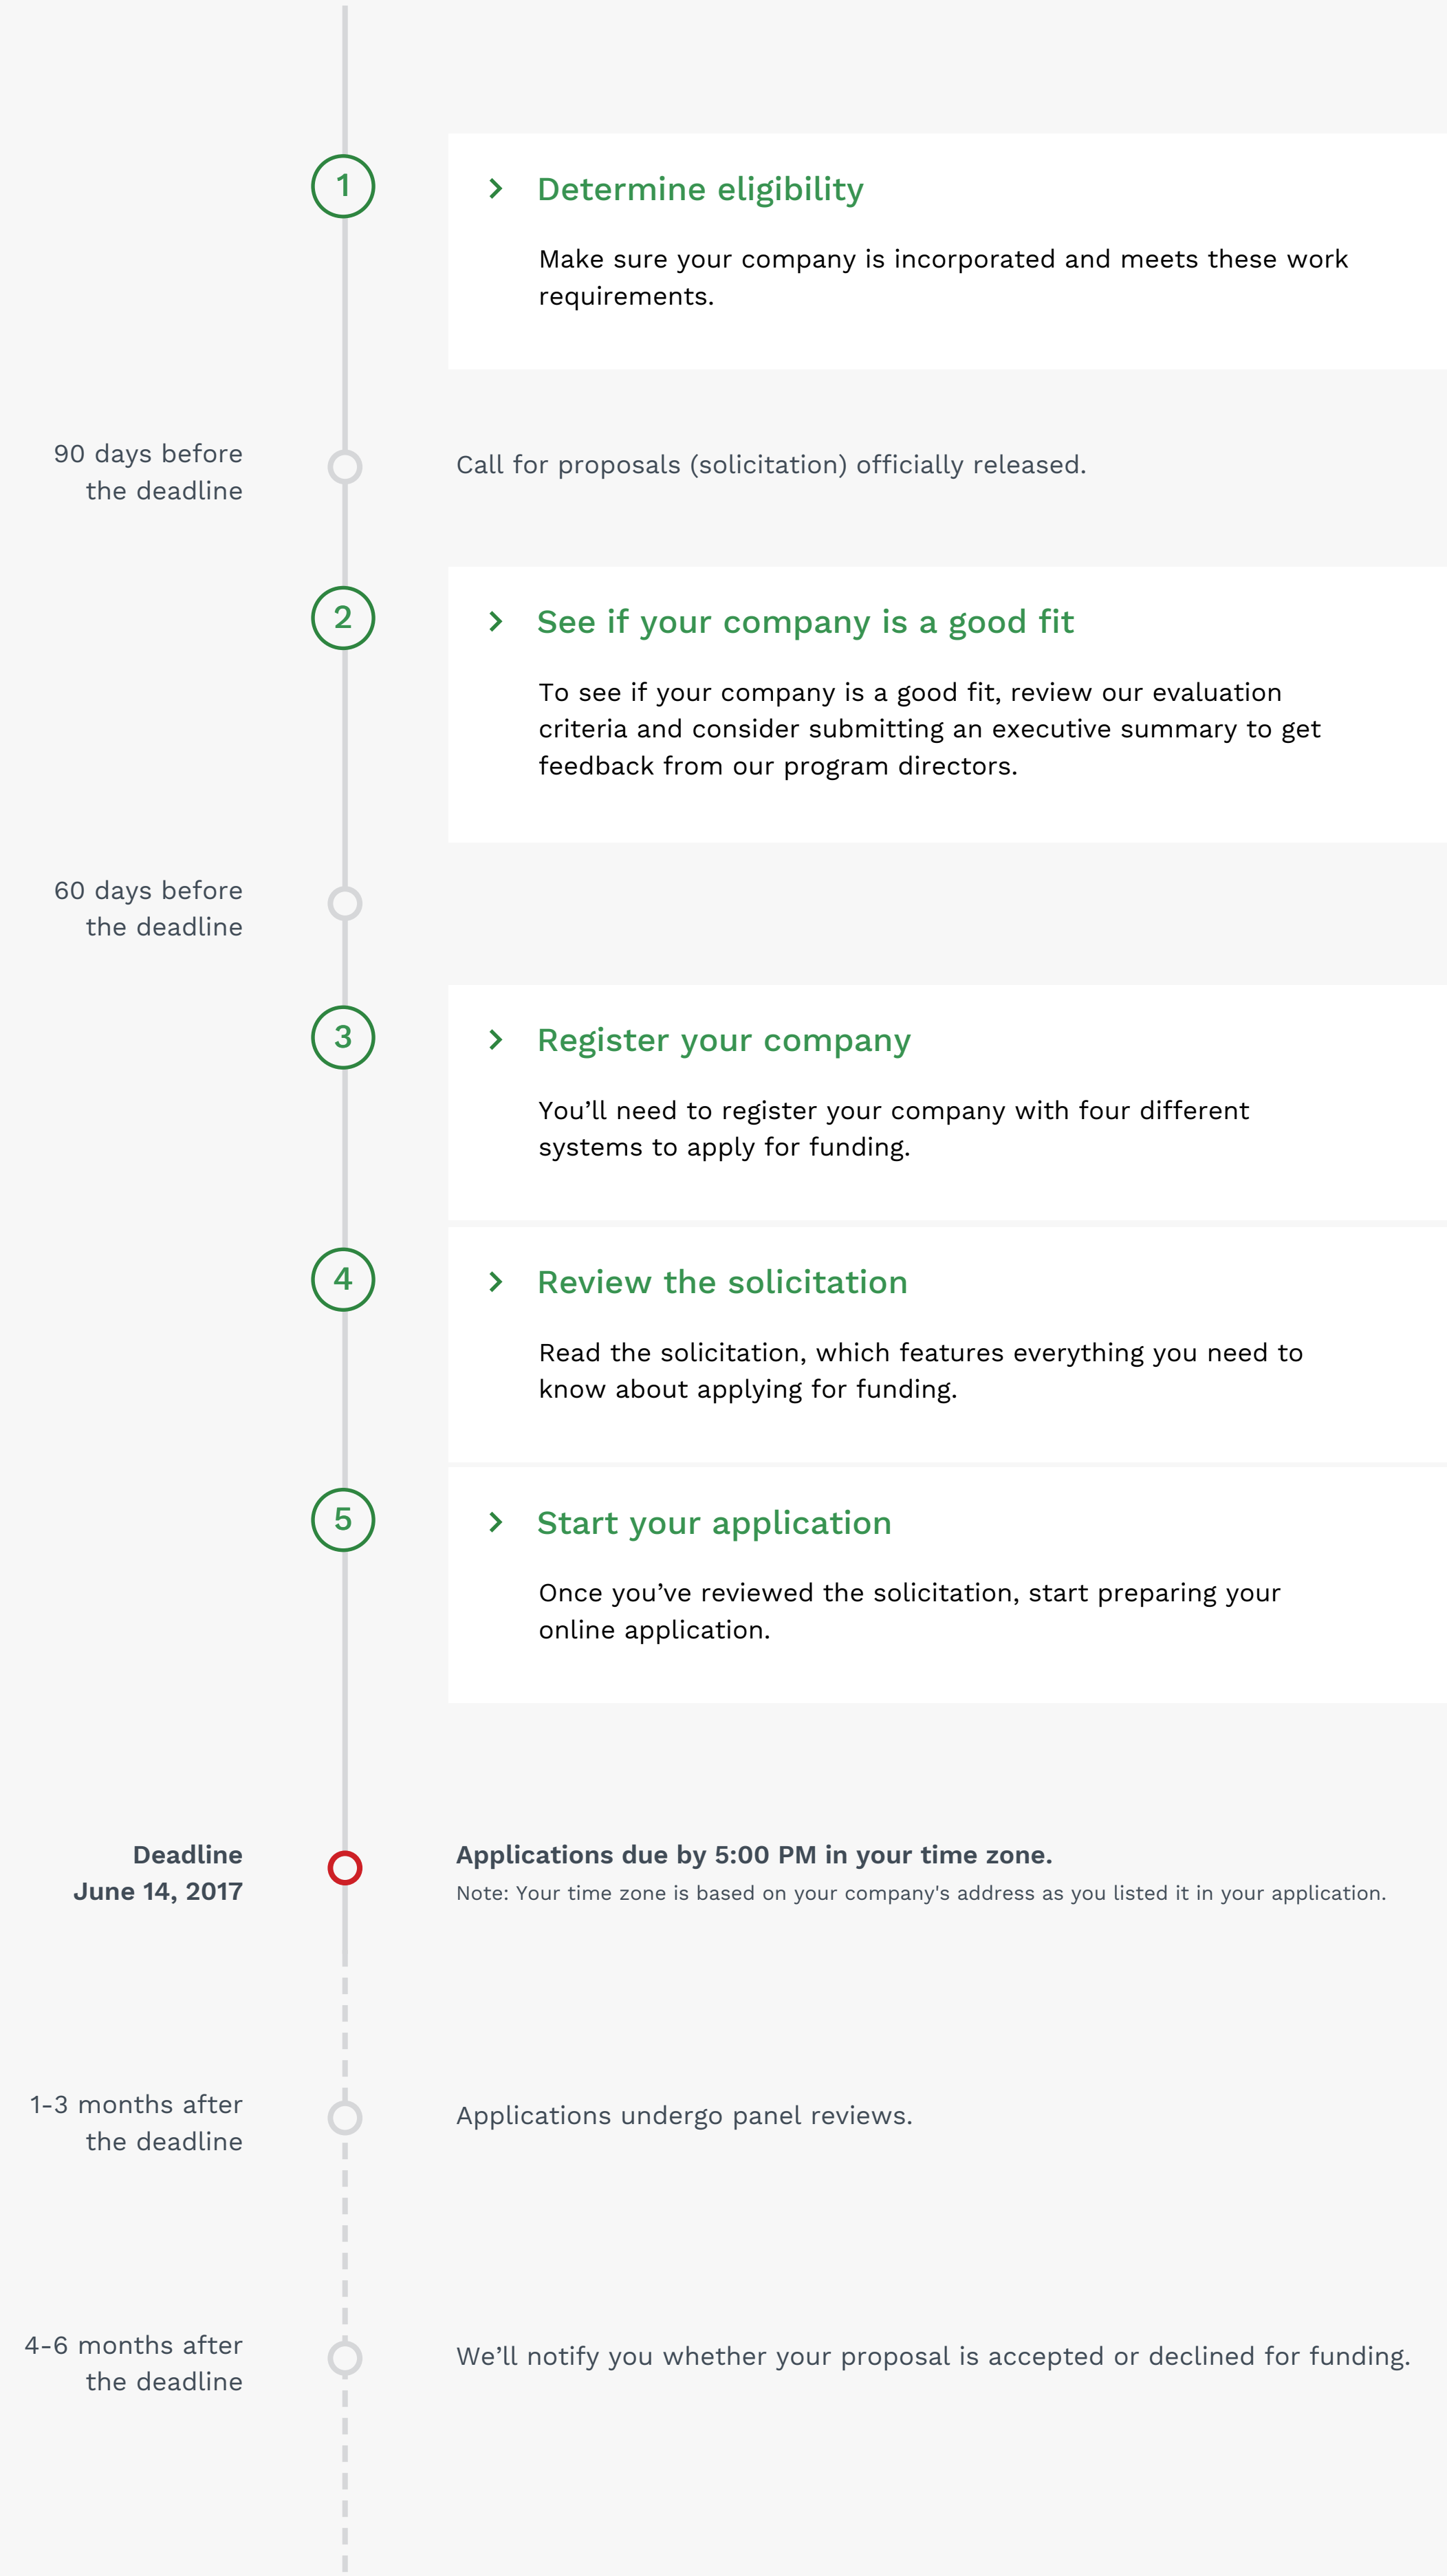 1
Determine eligibility
Make sure your company is incorporated and meets these work
requirements.
90 days before
the deadline
Call for proposals (solicitation) officially released.
2
See if your company is a good fit
To see if your company is a good fit, review our evaluation
criteria and consider submitting an executive summary to get
feedback from our program directors.
60 days before
the deadline
3
Register your company
You’ll need to register your company with four different
systems to apply for funding.
4
Review the solicitation
Read the solicitation, which features everything you need to
know about applying for funding.
5
Start your application
Once you’ve reviewed the solicitation, start preparing your
online application.
Deadline
June 14, 2017
Applications due by 5:00 PM in your time zone.
Note: Your time zone is based on your company's address as you listed it in your application.
1-3 months after
the deadline
Applications undergo panel reviews.
4-6 months after
the deadline
We’ll notify you whether your proposal is accepted or declined for funding.